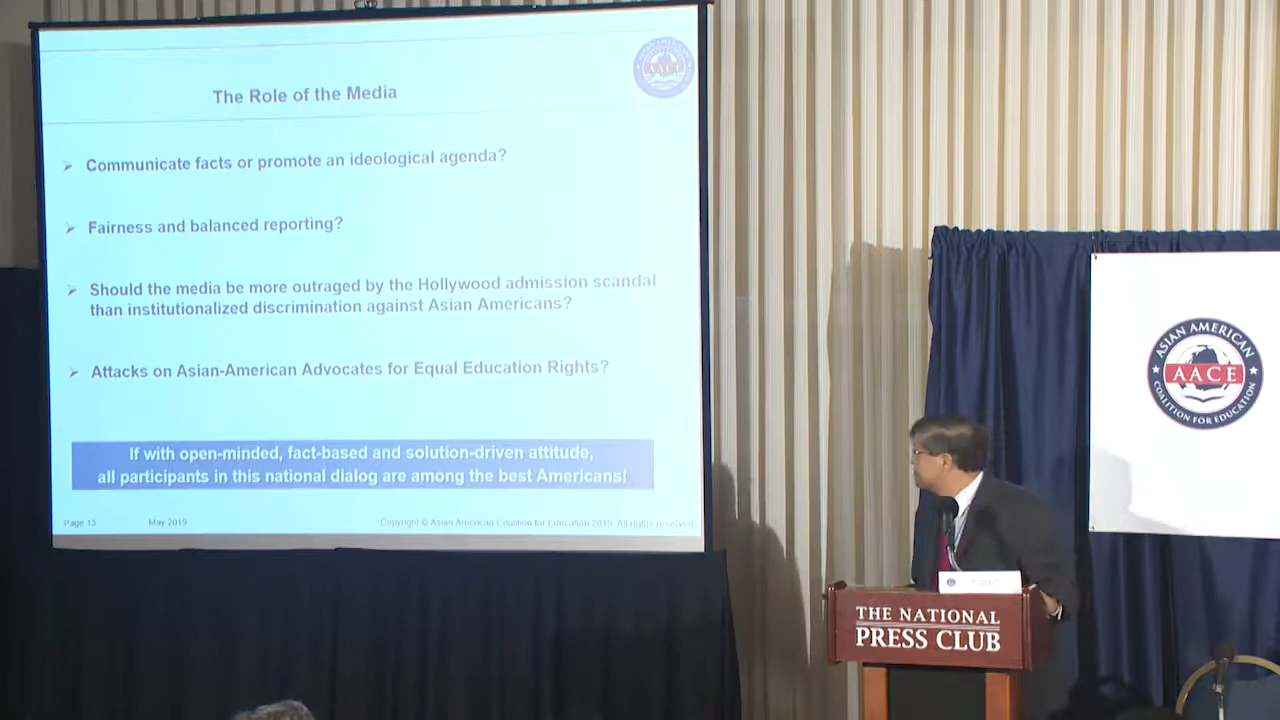 The Role of the Media
Communicate facts or promote an ideological agenda?
Fairness and balanced reporting?
Should the media be more outraged by the Hollywood admission scandal
than institutionalized discrimination against Asian Americans?
Attacks on Asian-American Advocates for Equal Education Rights?
If with open-minded, fact-based and solution-driven attitude,
all participants in this national dialog are among the best Americans!
Page 13
May 2019
Copyright © Asian American Coalition for Education 2019. All rights reserved
ASIAN AMERICAN
AACE
COALITION FOR EDUCATION
THE NATIONAL
PRESS CLUB